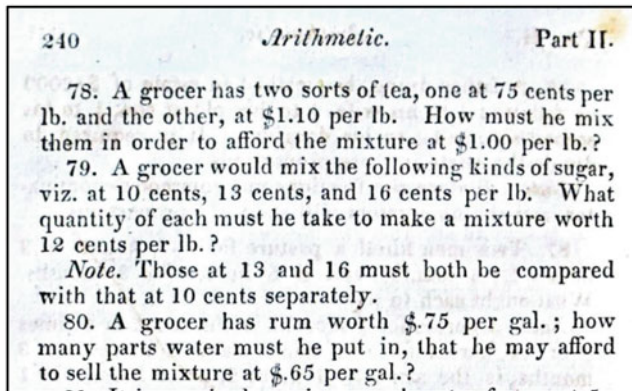 240 Arithmetic. Part II.
78. A grocer has two sorts of tea, one at 75 cents per
lb. and the other, at $1.10 per lb. How must he mix
them in order to afford the mixture at $1.00 per lb.?
79. A grocer would mix the following kinds of sugar,
viz. at 10 cents, 13 cents, and 16 cents per lb. What
quantity of each must he take to make a mixture worth
12 cents per lb.?
Note. Those at 13 and 16 must both be compared
with that at 10 cents separately.
80. A grocer has rum worth $.75 per gal.; how
many parts water must he put in, that he may afford
to sell the mixture at $.65 per gal.?